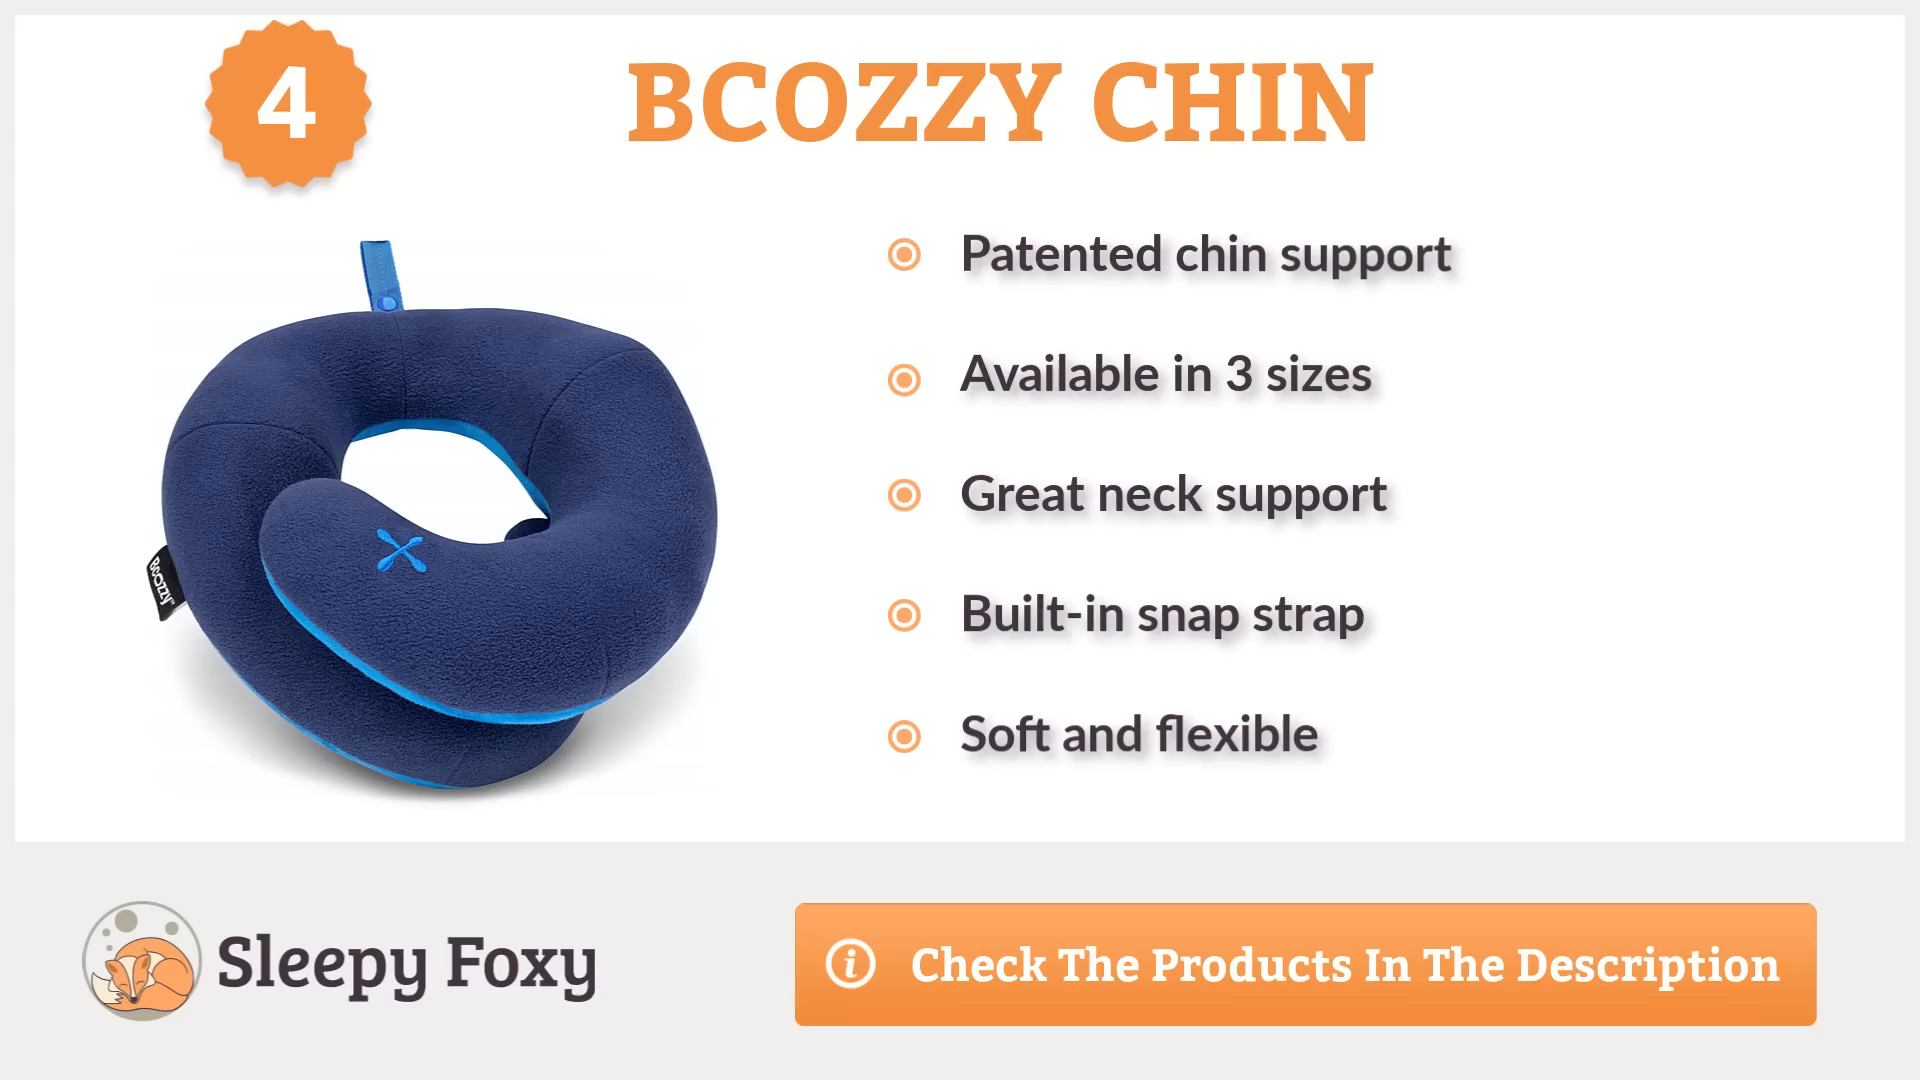 4
BCOZZY CHIN
Patented chin support
Available in 3 sizes
Great neck support
Built-in snap strap
Soft and flexible
BCOZZY™
Sleepy Foxy
i Check The Products In The Description